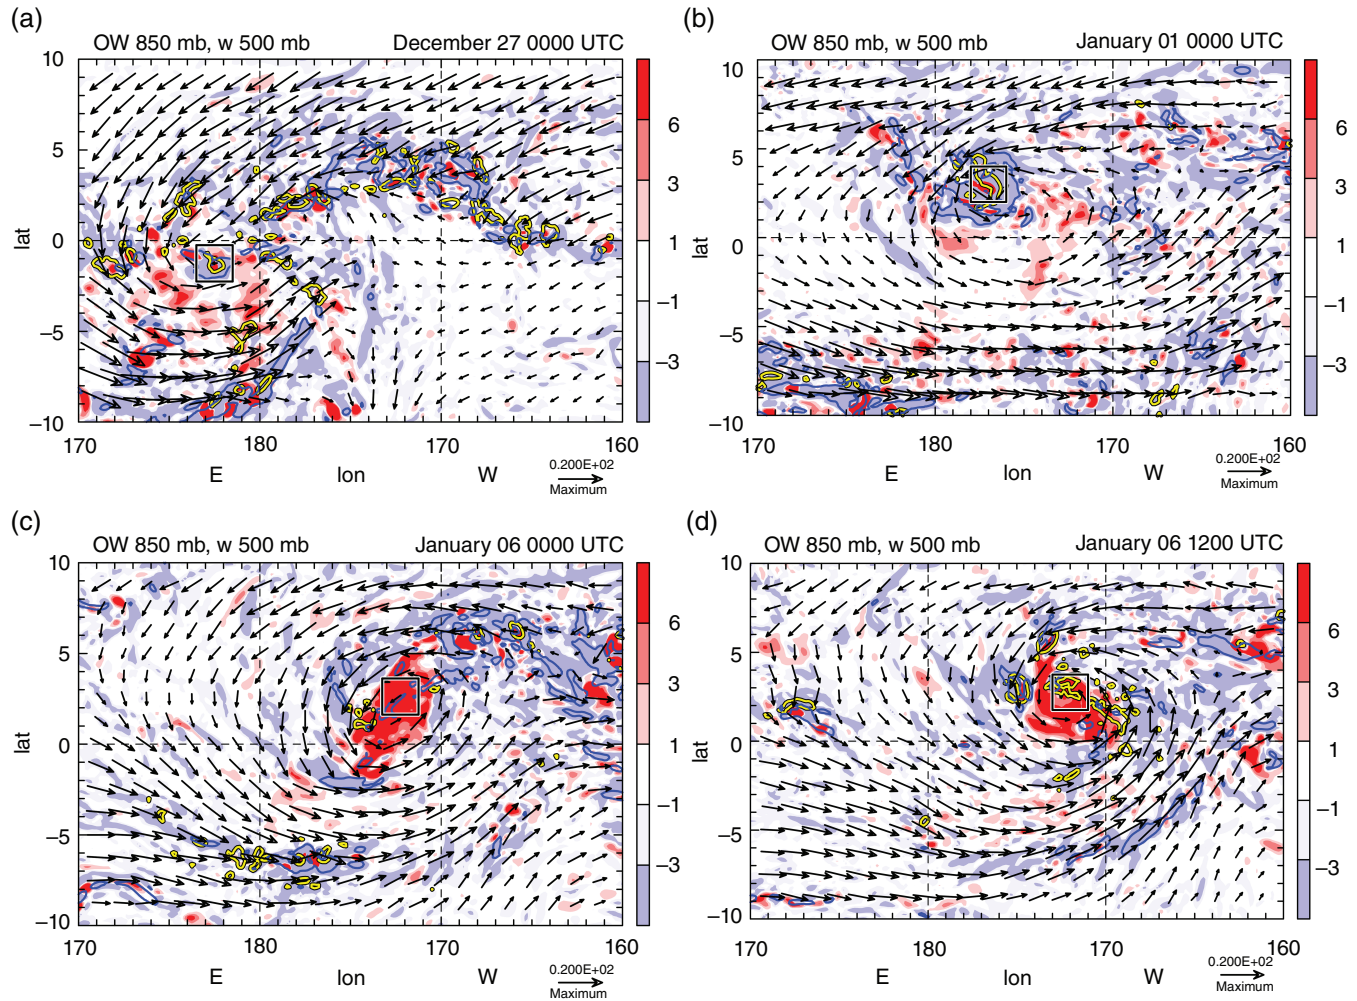 (a)
OW 850 mb, w 500 mb December 27 0000 UTC
10
5
0
−5
−10
lat
170 180 170 160
E lon W
0.200E+02
Maximum
6
3
1
−1
−3
(b)
OW 850 mb, w 500 mb January 01 0000 UTC
10
5
0
−5
−10
lat
170 180 170 160
E lon W
0.200E+02
Maximum
6
3
1
−1
−3
(c)
OW 850 mb, w 500 mb January 06 0000 UTC
10
5
0
−5
−10
lat
170 180 170 160
E lon W
0.200E+02
Maximum
6
3
1
−1
−3
(d)
OW 850 mb, w 500 mb January 06 1200 UTC
10
5
0
−5
−10
lat
170 180 170 160
E lon W
0.200E+02
Maximum
6
3
1
−1
−3